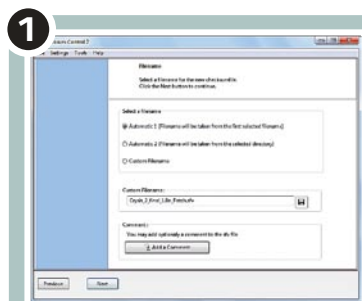 1
Control 2
Settings Tools Help
Filename
Select a filename for the new checksumfile.
Click the Next button to continue.
Select a filename
Automatic 1 (Filename will be taken from the first selected filename)
Automatic 2 (Filename will be taken from the selected directory)
Custom Filename
Custom Filename:
Comment:
You may add optionally a comment to the sfv file
Add a Comment
Previous
Next